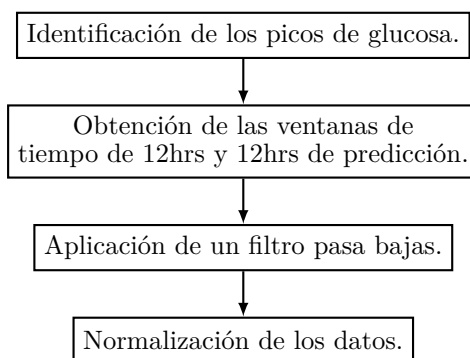 Identificación de los picos de glucosa.
Obtención de las ventanas de
tiempo de 12hrs y 12hrs de predicción.
Aplicación de un filtro pasa bajas.
Normalización de los datos.